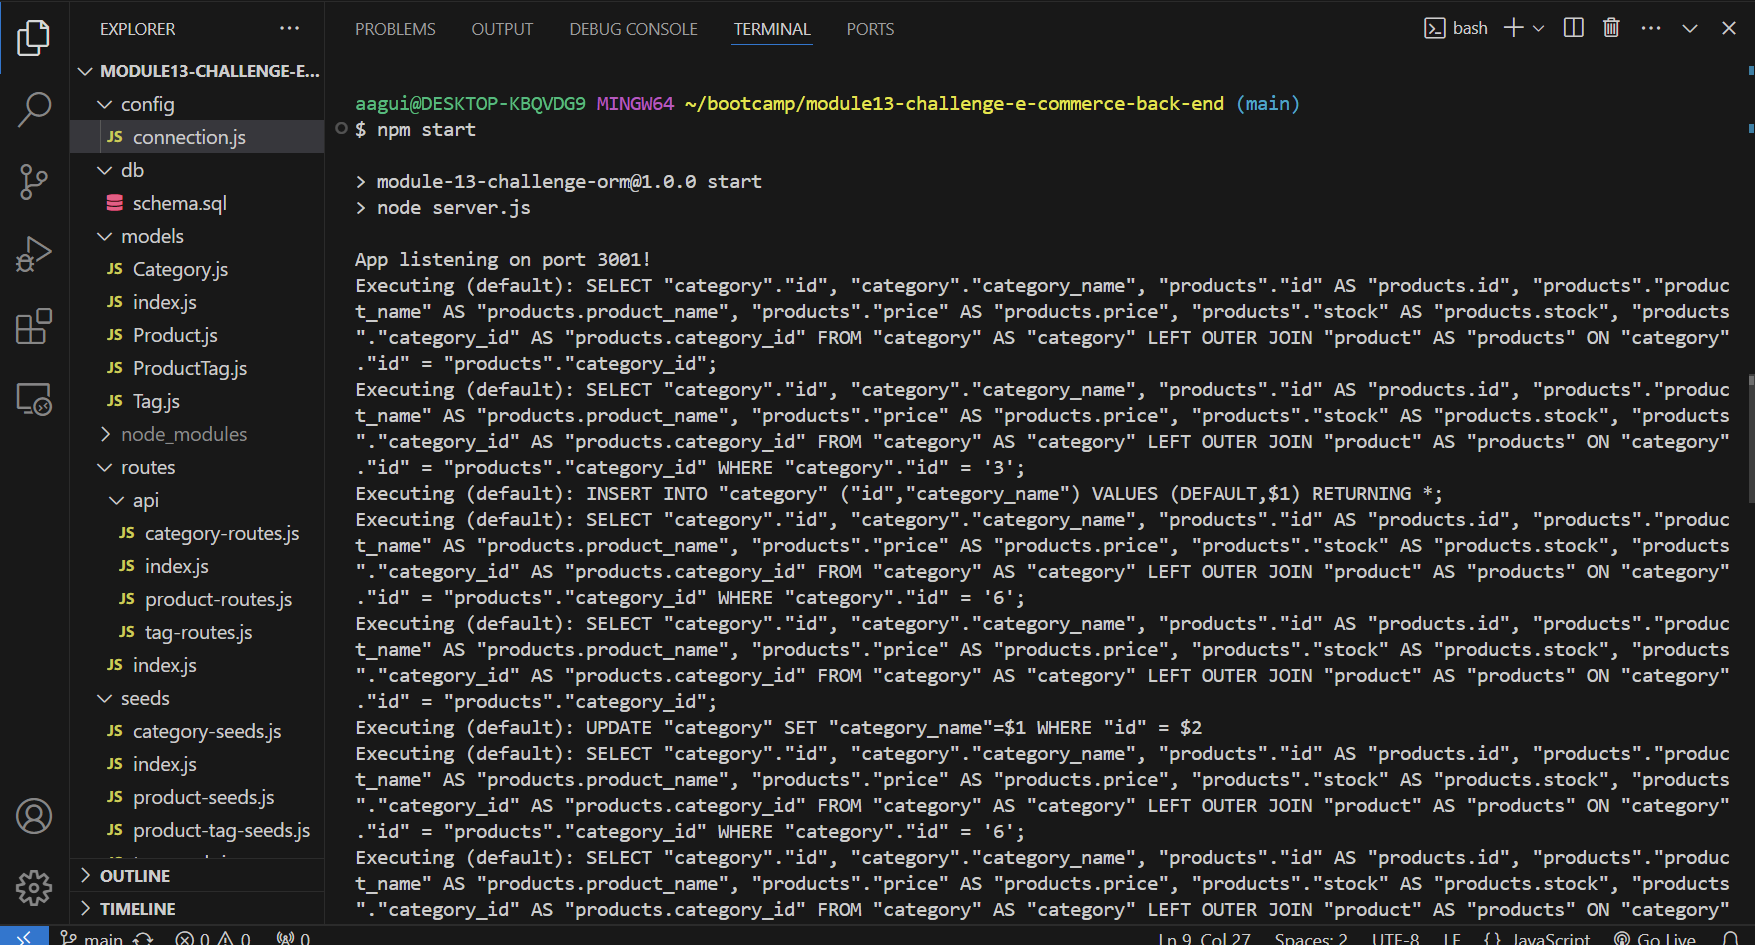 EXPLORER
MODULE13-CHALLENGE-E...
config
JS connection.js
db
schema.sql
models
JS Category.js
JS index.js
JS Product.js
JS ProductTag.js
JS Tag.js
node_modules
routes
api
JS category-routes.js
JS index.js
JS product-routes.js
JS tag-routes.js
JS index.js
seeds
JS category-seeds.js
JS index.js
JS product-seeds.js
JS product-tag-seeds.js
OUTLINE
TIMELINE
PROBLEMS OUTPUT DEBUG CONSOLE TERMINAL PORTS
bash
aagui@DESKTOP-KBQVDG9 MINGW64 ~/bootcamp/module13-challenge-e-commerce-back-end (main)
$ npm start
> module-13-challenge-orm@1.0.0 start
> node server.js
App listening on port 3001!
Executing (default): SELECT "category"."id", "category"."category_name", "products"."id" AS "products.id", "products"."produc
t_name" AS "products.product_name", "products"."price" AS "products.price", "products"."stock" AS "products.stock", "products
"."category_id" AS "products.category_id" FROM "category" AS "category" LEFT OUTER JOIN "product" AS "products" ON "category"
."id" = "products"."category_id";
Executing (default): SELECT "category"."id", "category"."category_name", "products"."id" AS "products.id", "products"."produc
t_name" AS "products.product_name", "products"."price" AS "products.price", "products"."stock" AS "products.stock", "products
"."category_id" AS "products.category_id" FROM "category" AS "category" LEFT OUTER JOIN "product" AS "products" ON "category"
."id" = "products"."category_id" WHERE "category"."id" = '3';
Executing (default): INSERT INTO "category" ("id","category_name") VALUES (DEFAULT,$1) RETURNING *;
Executing (default): SELECT "category"."id", "category"."category_name", "products"."id" AS "products.id", "products"."produc
t_name" AS "products.product_name", "products"."price" AS "products.price", "products"."stock" AS "products.stock", "products
"."category_id" AS "products.category_id" FROM "category" AS "category" LEFT OUTER JOIN "product" AS "products" ON "category"
."id" = "products"."category_id" WHERE "category"."id" = '6';
Executing (default): SELECT "category"."id", "category"."category_name", "products"."id" AS "products.id", "products"."produc
t_name" AS "products.product_name", "products"."price" AS "products.price", "products"."stock" AS "products.stock", "products
"."category_id" AS "products.category_id" FROM "category" AS "category" LEFT OUTER JOIN "product" AS "products" ON "category"
."id" = "products"."category_id";
Executing (default): UPDATE "category" SET "category_name"=$1 WHERE "id" = $2
Executing (default): SELECT "category"."id", "category"."category_name", "products"."id" AS "products.id", "products"."produc
t_name" AS "products.product_name", "products"."price" AS "products.price", "products"."stock" AS "products.stock", "products
"."category_id" AS "products.category_id" FROM "category" AS "category" LEFT OUTER JOIN "product" AS "products" ON "category"
."id" = "products"."category_id" WHERE "category"."id" = '6';
Executing (default): SELECT "category"."id", "category"."category_name", "products"."id" AS "products.id", "products"."produc
t_name" AS "products.product_name", "products"."price" AS "products.price", "products"."stock" AS "products.stock", "products
"."category_id" AS "products.category_id" FROM "category" AS "category" LEFT OUTER JOIN "product" AS "products" ON "category"
main 0 0 0 Ln 9, Col 27 Spaces: 2 UTF-8 LF {} JavaScript Go Live